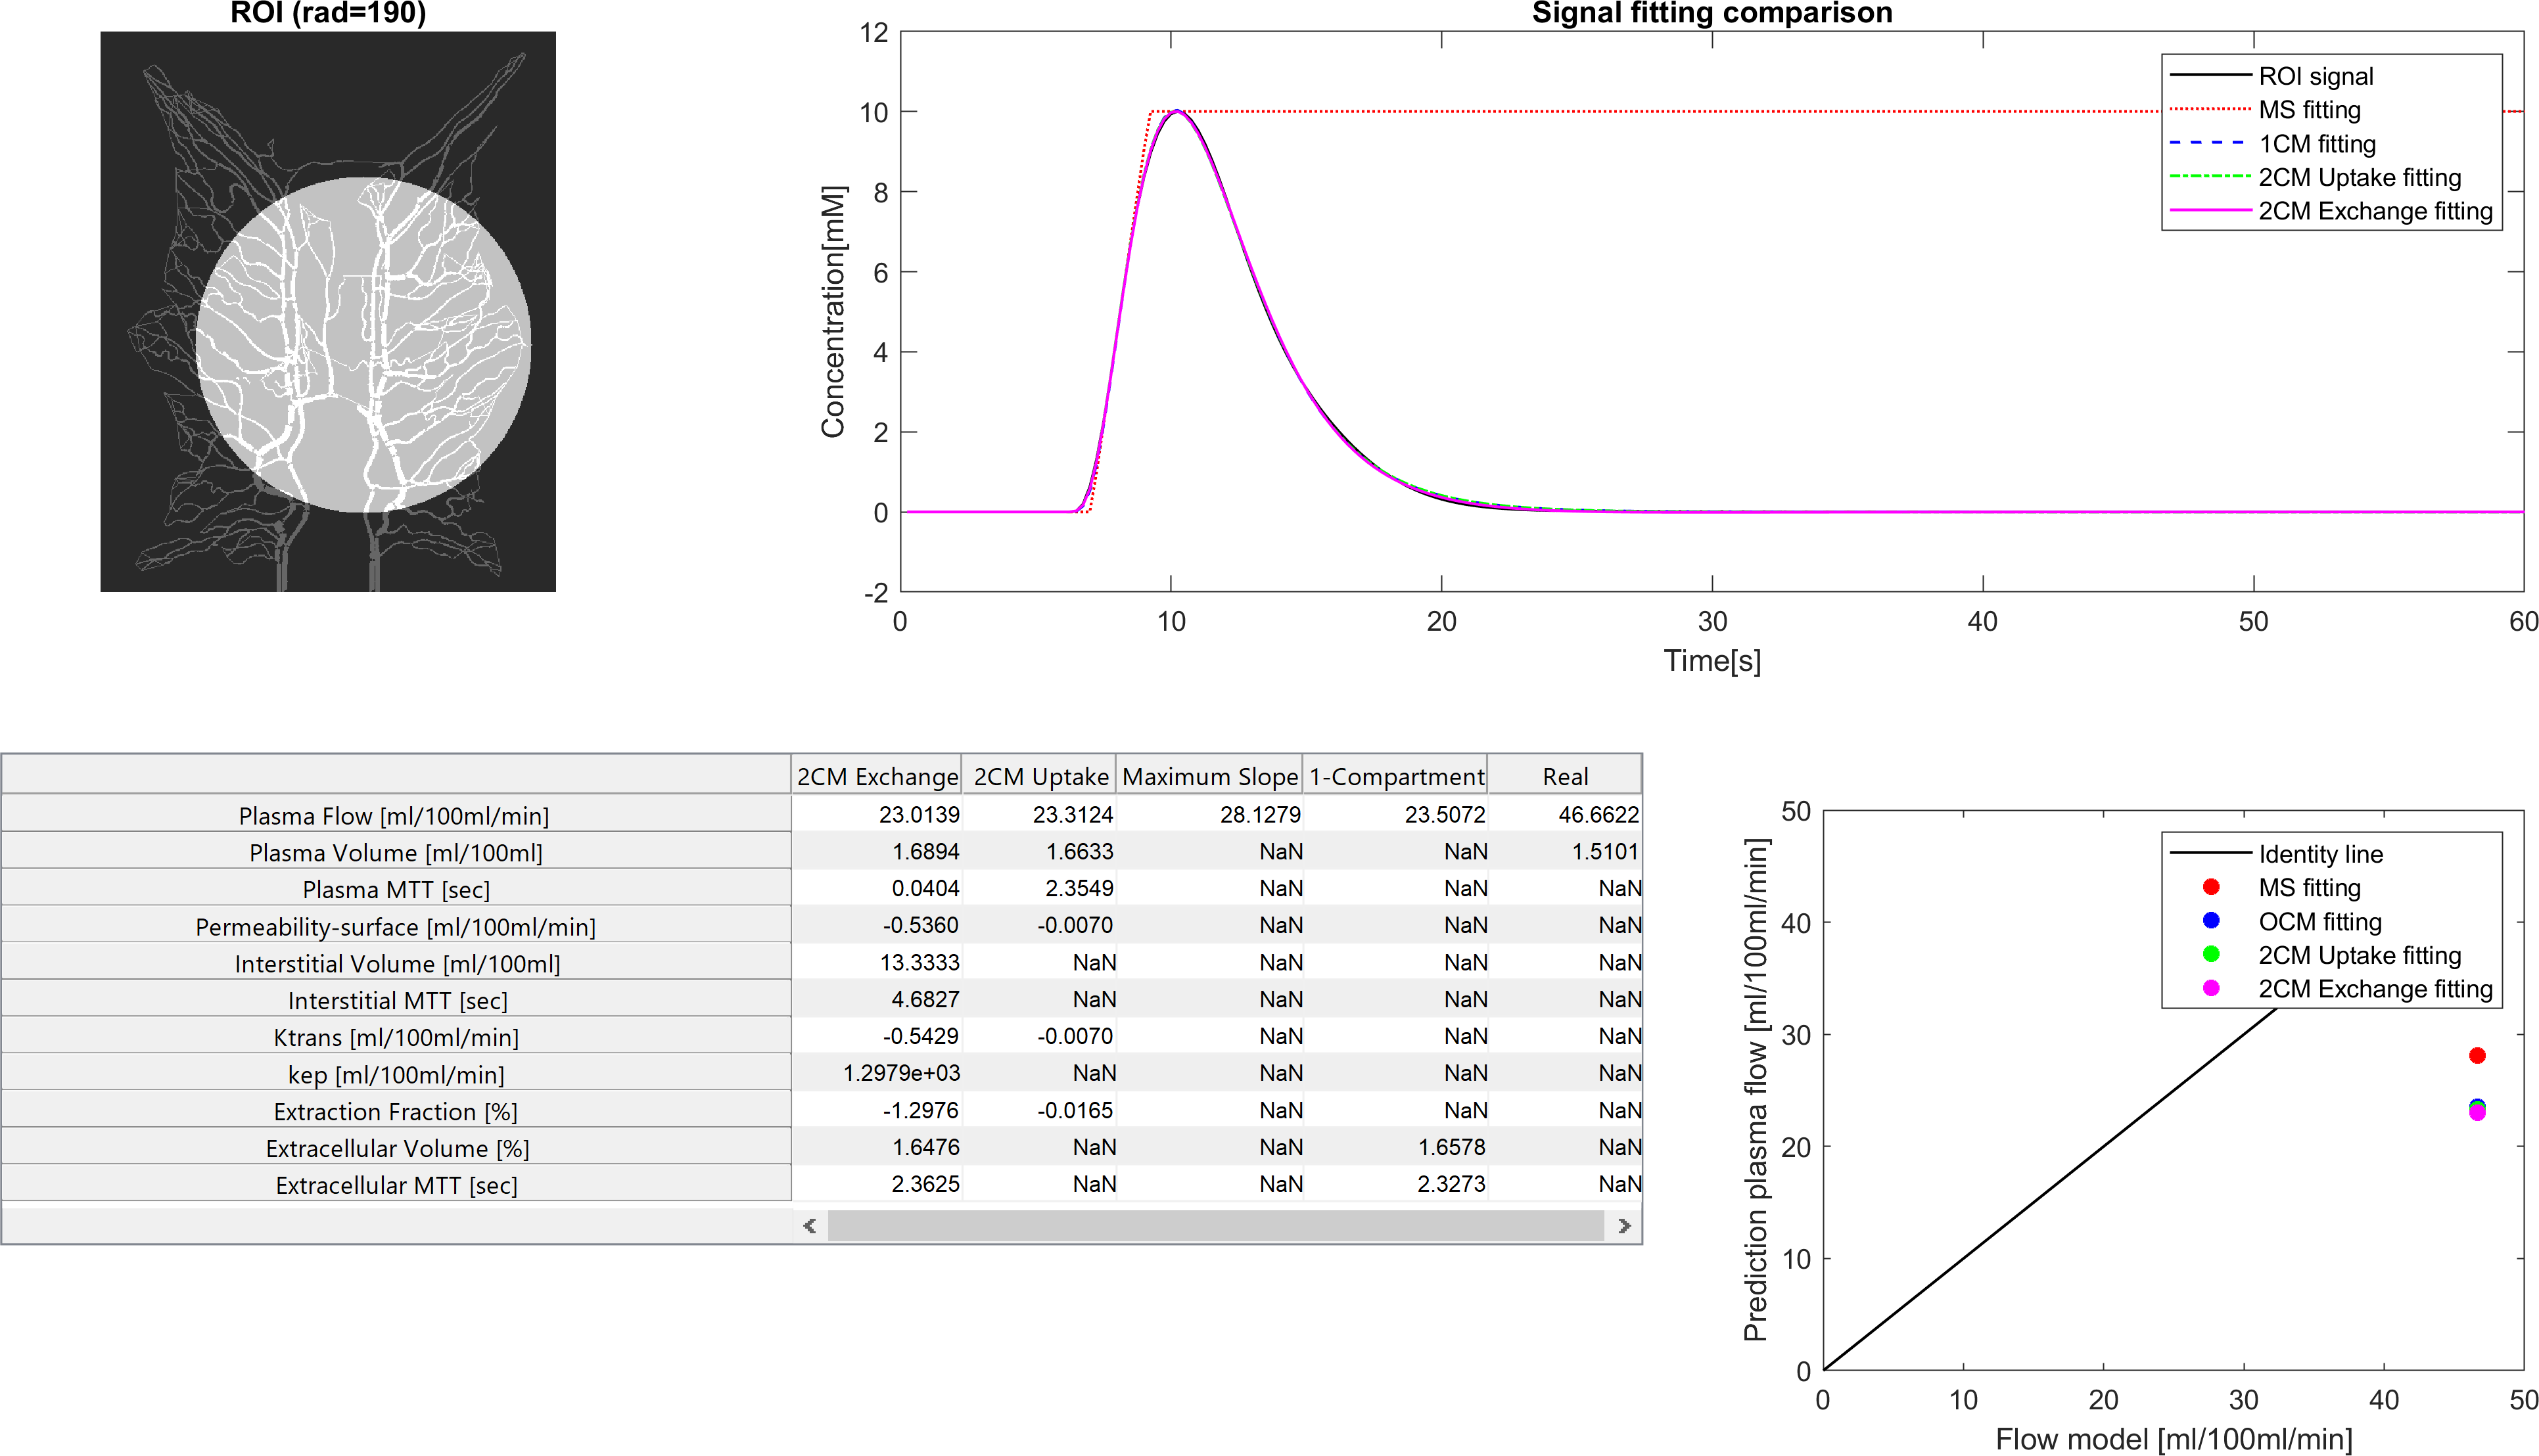 ROI (rad=190)
Signal fitting comparison
12
10
8
6
4
2
0
-2
Concentration[mM]
0 10 20 30 40 50 60
Time[s]
ROI signal
MS fitting
1CM fitting
2CM Uptake fitting
2CM Exchange fitting
2CM Exchange 2CM Uptake Maximum Slope 1-Compartment Real
Plasma Flow [ml/100ml/min] 23.0139 23.3124 28.1279 23.5072 46.6622
Plasma Volume [ml/100ml] 1.6894 1.6633 NaN NaN 1.5101
Plasma MTT [sec] 0.0404 2.3549 NaN NaN NaN
Permeability-surface [ml/100ml/min] -0.5360 -0.0070 NaN NaN NaN
Interstitial Volume [ml/100ml] 13.3333 NaN NaN NaN NaN
Interstitial MTT [sec] 4.6827 NaN NaN NaN NaN
Ktrans [ml/100ml/min] -0.5429 -0.0070 NaN NaN NaN
kep [ml/100ml/min] 1.2979e+03 NaN NaN NaN NaN
Extraction Fraction [%] -1.2976 -0.0165 NaN NaN NaN
Extracellular Volume [%] 1.6476 NaN NaN 1.6578 NaN
Extracellular MTT [sec] 2.3625 NaN NaN 2.3273 NaN
50
40
30
20
10
0
Prediction plasma flow [ml/100ml/min]
0 10 20 30 40 50
Flow model [ml/100ml/min]
Identity line
MS fitting
OCM fitting
2CM Uptake fitting
2CM Exchange fitting